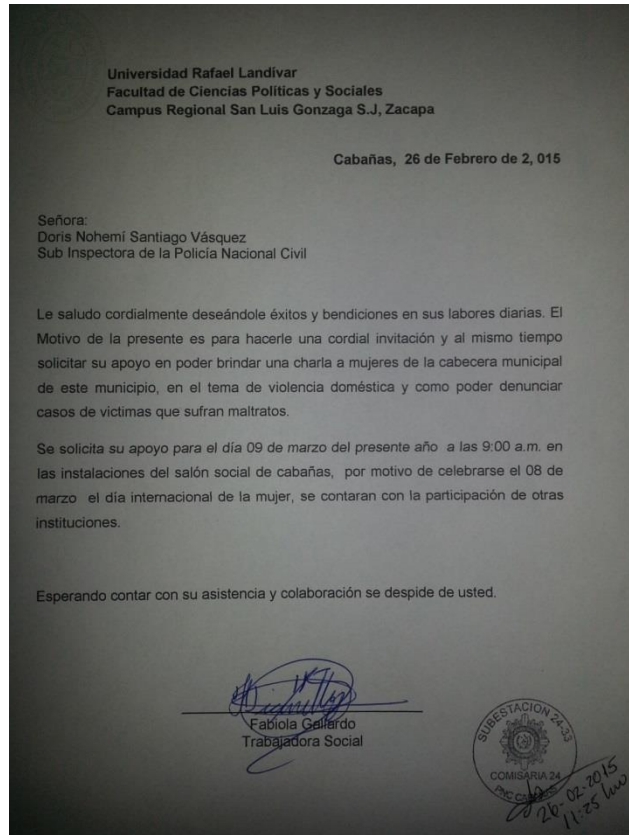 Universidad Rafael Landívar
Facultad de Ciencias Políticas y Sociales
Campus Regional San Luis Gonzaga S.J, Zacapa
Cabañas, 26 de Febrero de 2, 015
Señora:
Doris Nohemí Santiago Vásquez
Sub Inspectora de la Policía Nacional Civil
Le saludo cordialmente deseándole éxitos y bendiciones en sus labores diarias. El
Motivo de la presente es para hacerle una cordial invitación y al mismo tiempo
solicitar su apoyo en poder brindar una charla a mujeres de la cabecera municipal
de este municipio, en el tema de violencia doméstica y como poder denunciar
casos de victimas que sufran maltratos.
Se solicita su apoyo para el día 09 de marzo del presente año a las 9:00 a.m. en
las instalaciones del salón social de cabañas, por motivo de celebrarse el 08 de
marzo el día internacional de la mujer, se contaran con la participación de otras
instituciones.
Esperando contar con su asistencia y colaboración se despide de usted.
Fabiola Gallardo
Trabajadora Social
SUBESTACION 24-33
COMISARIA 24
PNC CABAÑAS
26-02-2015
11:25